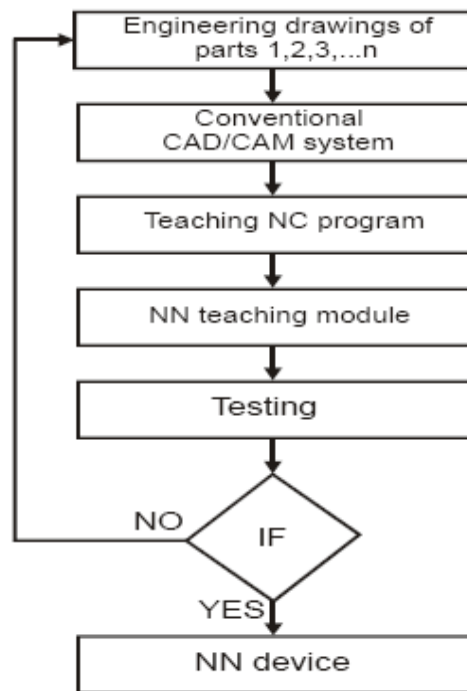 Engineering drawings of
parts 1,2,3,...n
Conventional
CAD/CAM system
Teaching NC program
NN teaching module
Testing
NO
IF
YES
NN device